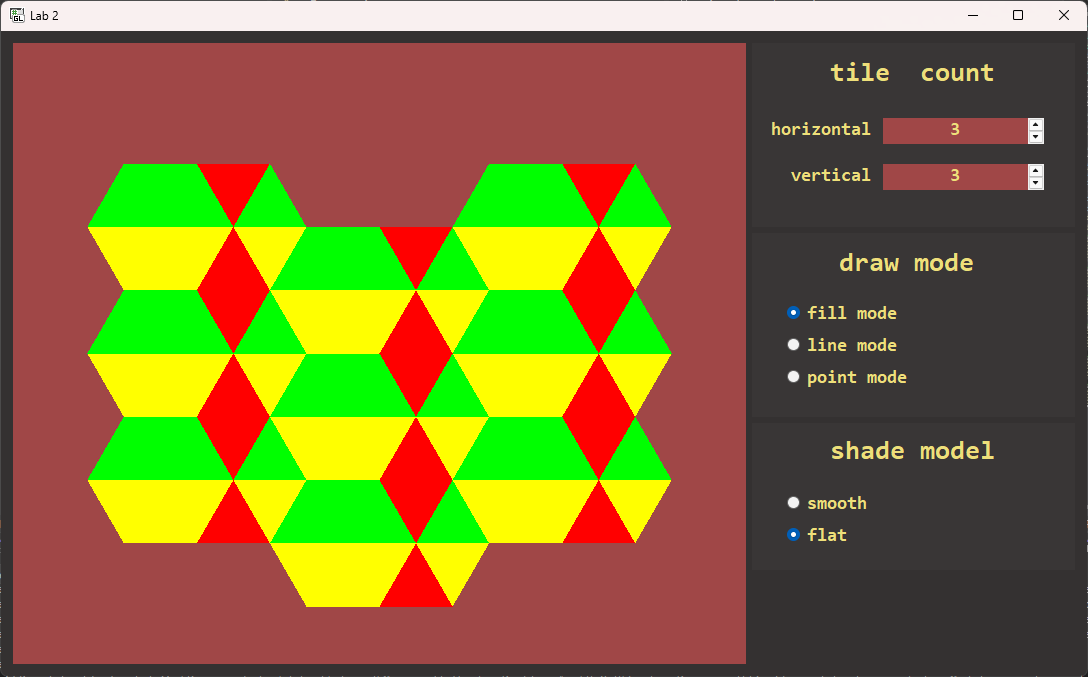 GL Lab 2
tile count
horizontal 3
vertical 3
draw mode
fill mode
line mode
point mode
shade model
smooth
flat